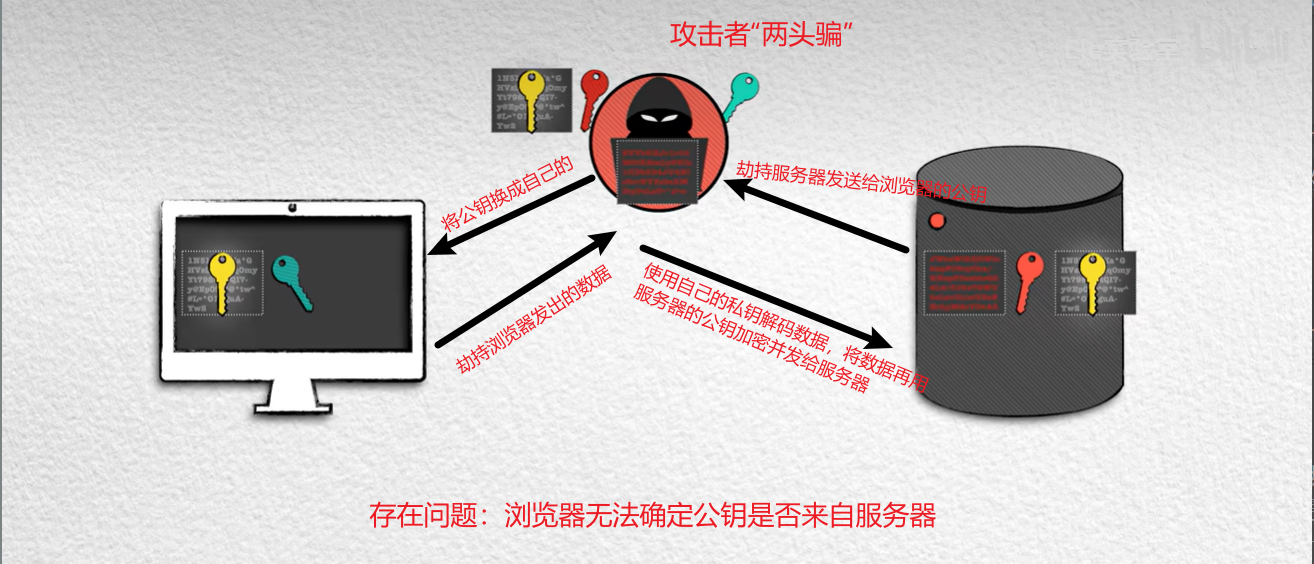 攻击者“两头骗”
劫持服务器发送给浏览器的公钥
将公钥换成自己的
劫持浏览器发出的数据
使用自己的私钥解码数据，将数据再用
服务器的公钥加密并发给服务器
存在问题：浏览器无法确定公钥是否来自服务器